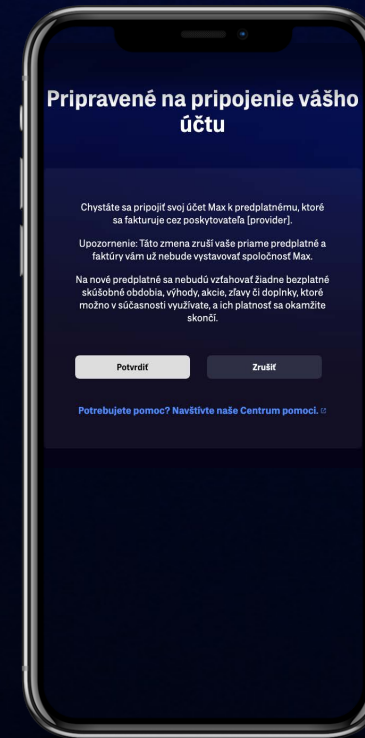 Pripravené na pripojenie vášho
účtu
Chystáte sa pripojiť svoj účet Max k predplatnému, ktoré
sa fakturuje cez poskytovateľa [provider].
Upozornenie: Táto zmena zruší vaše priame predplatné a
faktúry vám už nebude vystavovať spoločnosť Max.
Na nové predplatné sa nebudú vzťahovať žiadne bezplatné
skúšobné obdobia, výhody, akcie, zľavy či doplnky, ktoré
možno v súčasnosti využívate, a ich platnosť sa okamžite
skončí.
Potvrdiť
Zrušiť
Potrebujete pomoc? Navštívte naše Centrum pomoci.